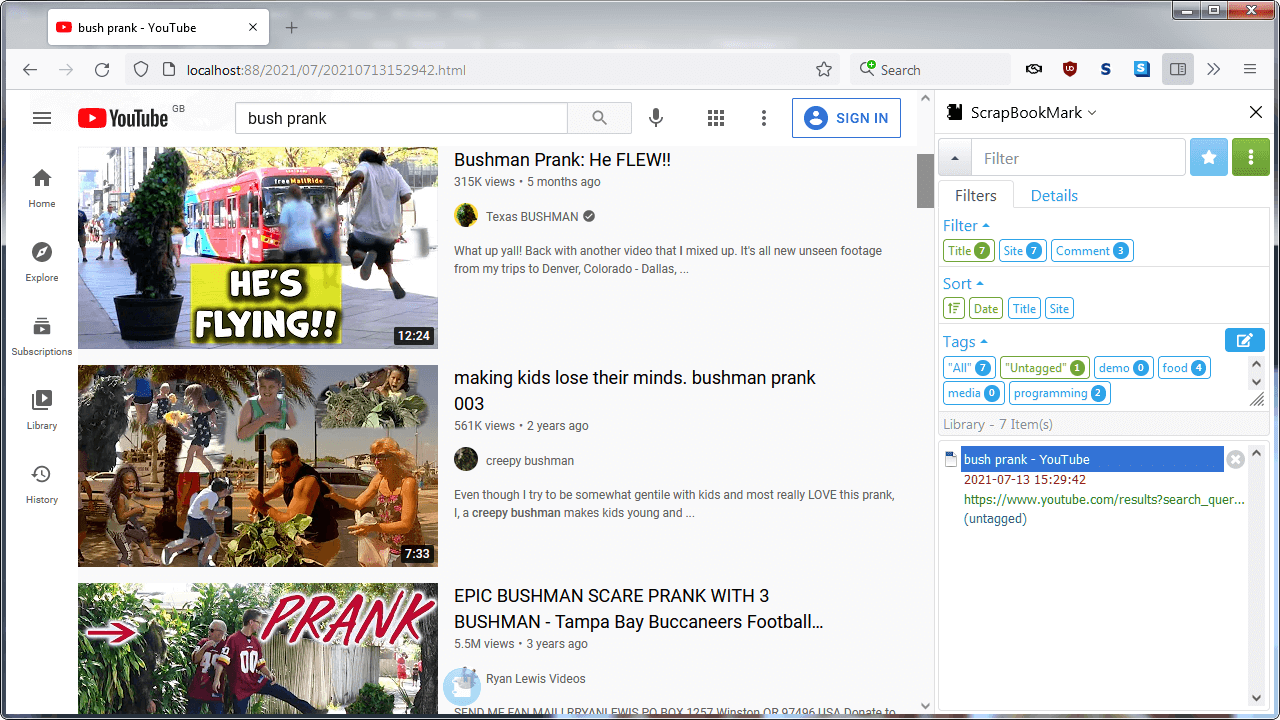 bush prank - YouTube
localhost:88/2021/07/20210713152942.html
Search
YouTube GB
bush prank
SIGN IN
Home
Explore
Subscriptions
Library
History
freeMallRide
HE'S
FLYING!!
12:24
Bushman Prank: He FLEW!!
315K views • 5 months ago
Texas BUSHMAN
What up yall! Back with another video that I mixed up. It's all new unseen footage
from my trips to Denver, Colorado - Dallas, ...
7:33
making kids lose their minds. bushman prank
003
561K views • 2 years ago
creepy bushman
Even though I try to be somewhat gentile with kids and most really LOVE this prank,
I, a creepy bushman makes kids young and ...
PRANK
00
EPIC BUSHMAN SCARE PRANK WITH 3
BUSHMAN - Tampa Bay Buccaneers Football...
5.5M views • 3 years ago
Ryan Lewis Videos
SEND ME FAN MAIL! RRYANLEWIS PO BOX 1257 Winston OR 97496 USA Donate to
ScrapBookMark
Filter
Filters
Details
Filter
Title 7
Site 7
Comment 3
Sort
Date
Title
Site
Tags
"All" 7
"Untagged" 1
demo 0
food 4
media 0
programming 2
Library - 7 Item(s)
bush prank - YouTube
2021-07-13 15:29:42
https://www.youtube.com/results?search_quer...
(untagged)